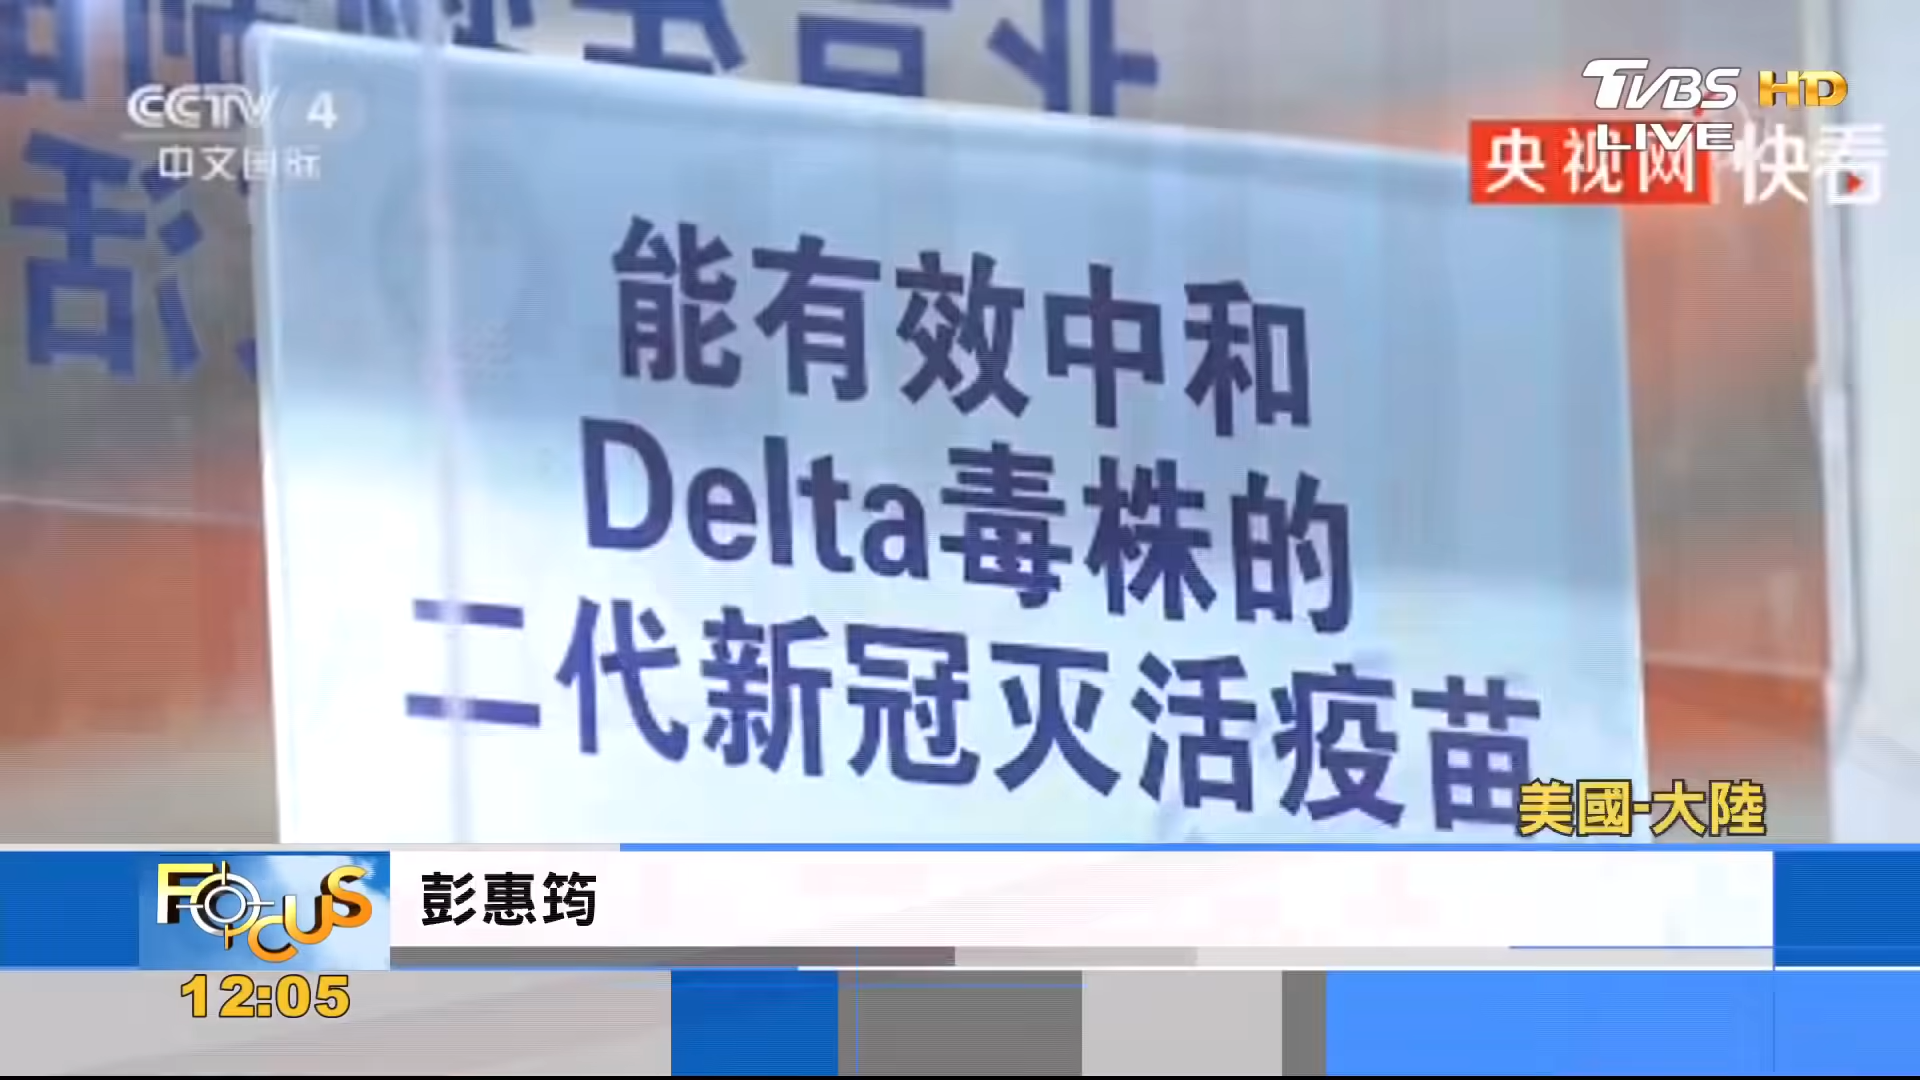 CCTV 4
中文国际
TVBS HD
LIVE
央视网 快看
能有效中和
Delta毒株的
二代新冠灭活疫苗
美國-大陸
FOCUS
彭惠筠
12:05